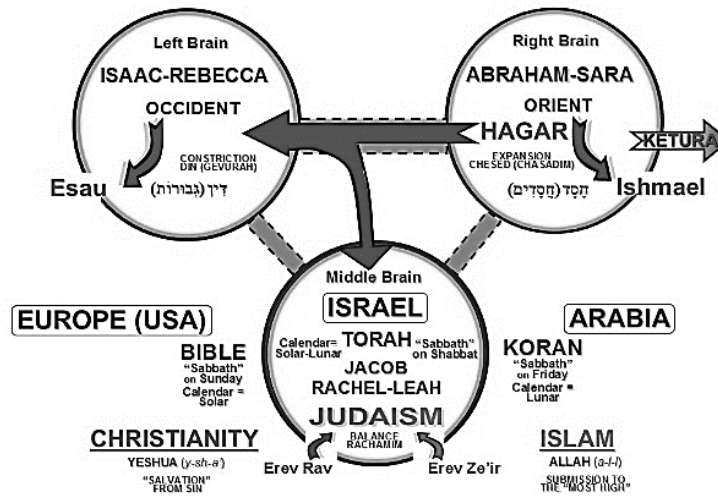 Left Brain
ISAAC-REBECCA
OCCIDENT
CONSTRICTION
DIN (GEVURAH)
דִּין (גְּבוּרוֹת)
Esau
Right Brain
ABRAHAM-SARA
ORIENT
HAGAR
EXPANSION
CHESED (CHASADIM)
חֶסֶד (חֲסָדִים)
Ishmael
KETURA
Middle Brain
ISRAEL
Calendar= TORAH "Sabbath"
Solar-Lunar on Shabbat
JACOB
RACHEL-LEAH
JUDAISM
BALANCE
RACHAMIM
Erev Rav
Erev Ze'ir
EUROPE (USA)
BIBLE
"Sabbath"
on Sunday
Calendar =
Solar
CHRISTIANITY
YESHUA (y-sh-a')
"SALVATION"
FROM SIN
ARABIA
KORAN
"Sabbath"
on Friday
Calendar =
Lunar
ISLAM
ALLAH (a-l-l)
SUBMISSION TO
THE "MOST HIGH"